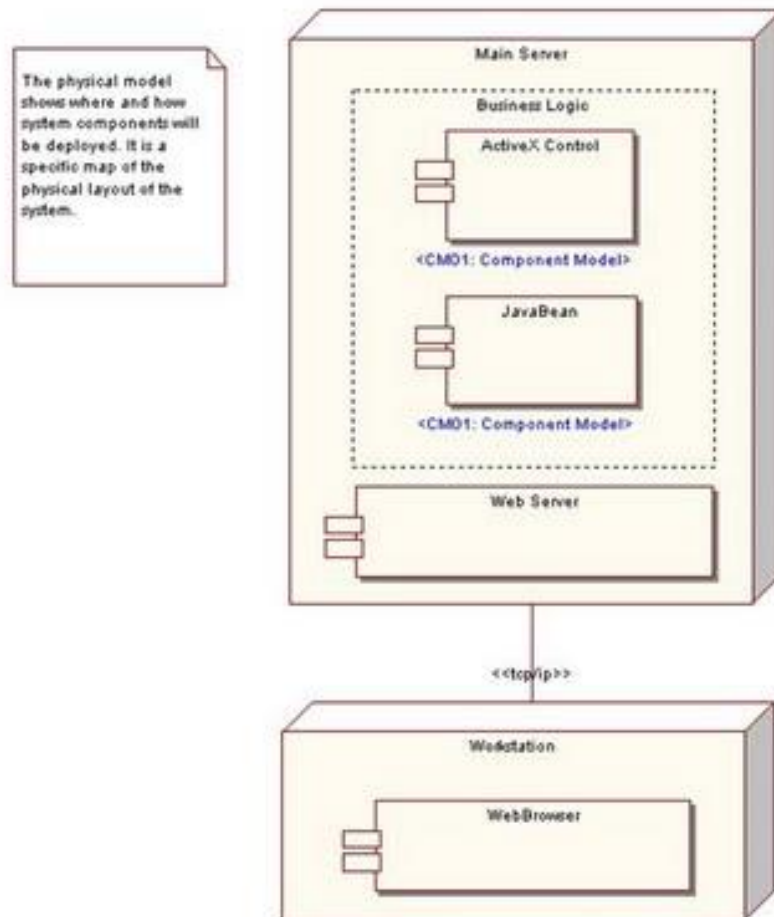 The physical model
shows where and how
system components will
be deployed. It is a
specific map of the
physical layout of the
system.
Main Server
Business Logic
ActiveX Control
<CM01: Component Model>
JavaBean
<CM01: Component Model>
Web Server
<<tcp/ip>>
Workstation
WebBrowser